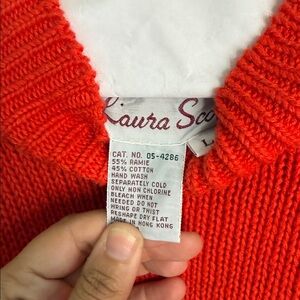 Laura Sco
L
CAT. NO. 05-4286
55% RAMIE
45% COTTON
HAND WASH
SEPARATELY COLD
ONLY NON CHLORINE
BLEACH WHEN
NEEDED DO NOT
WRING OR TWIST
RESHAPE DRY FLAT
MADE IN HONG KONG